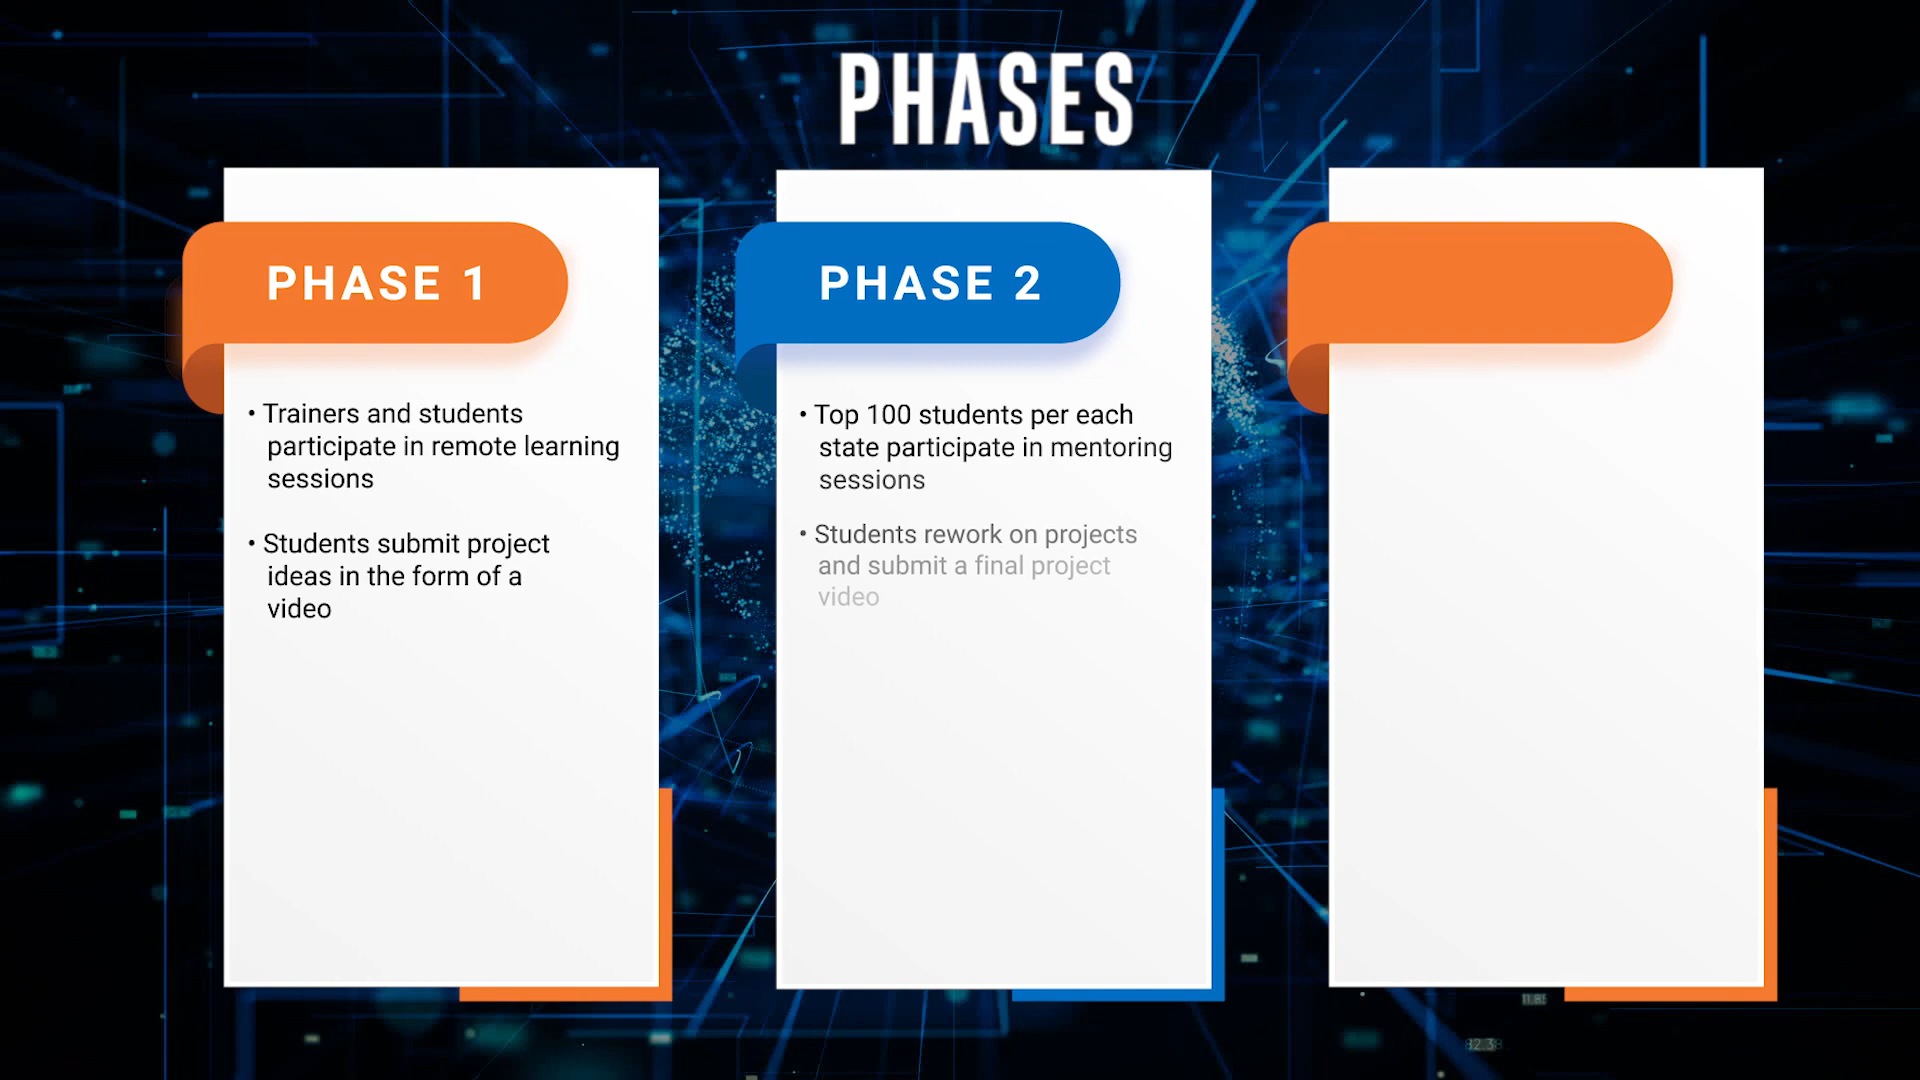 PHASES
PHASE 1
• Trainers and students
participate in remote learning
sessions
• Students submit project
ideas in the form of a
video
PHASE 2
• Top 100 students per each
state participate in mentoring
sessions
• Students rework on projects
and submit a final project
video